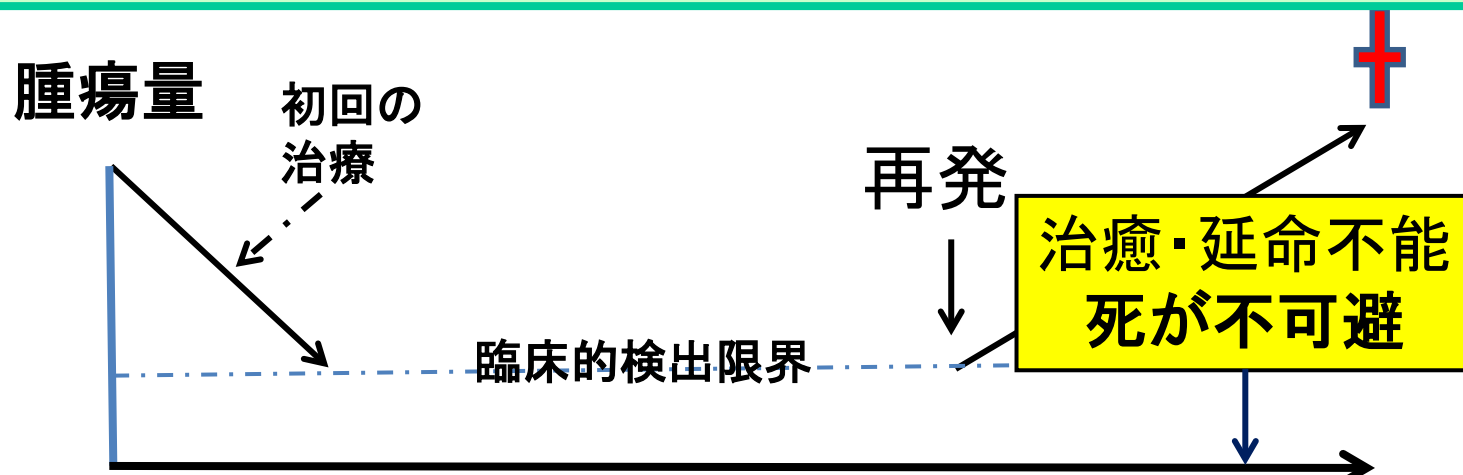 腫瘍量
初回の
治療
再発
治癒・延命不能
死が不可避
臨床的検出限界